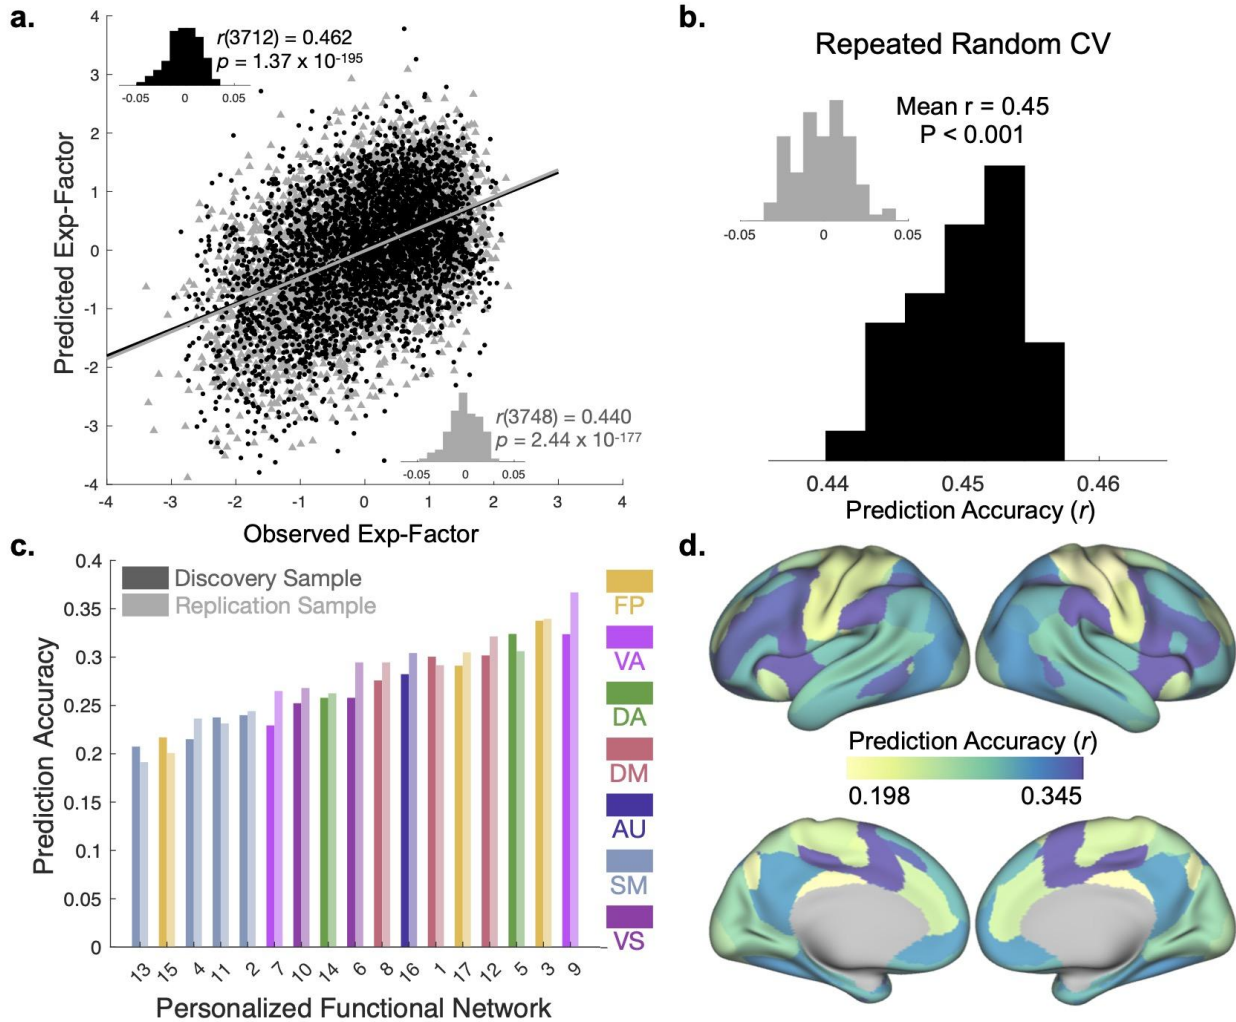 a.
4
3
2
1
0
-1
-2
-3
-4
-4 -3 -2 -1 0 1 2 3 4
Predicted Exp-Factor
Observed Exp-Factor
r(3712) = 0.462
p = 1.37 x 10-195
-0.05 0 0.05
r(3748) = 0.440
p = 2.44 x 10-177
-0.05 0 0.05
b.
Repeated Random CV
Mean r = 0.45
P < 0.001
-0.05 0 0.05
0.44 0.45 0.46
Prediction Accuracy (r)
c.
0.4
0.35
0.3
0.25
0.2
0.15
0.1
0.05
0
Prediction Accuracy
Discovery Sample
Replication Sample
13 15 4 11 2 7 10 14 6 8 16 1 17 12 5 3 9
Personalized Functional Network
FP
VA
DA
DM
AU
SM
VS
d.
Prediction Accuracy (r)
0.198 0.345